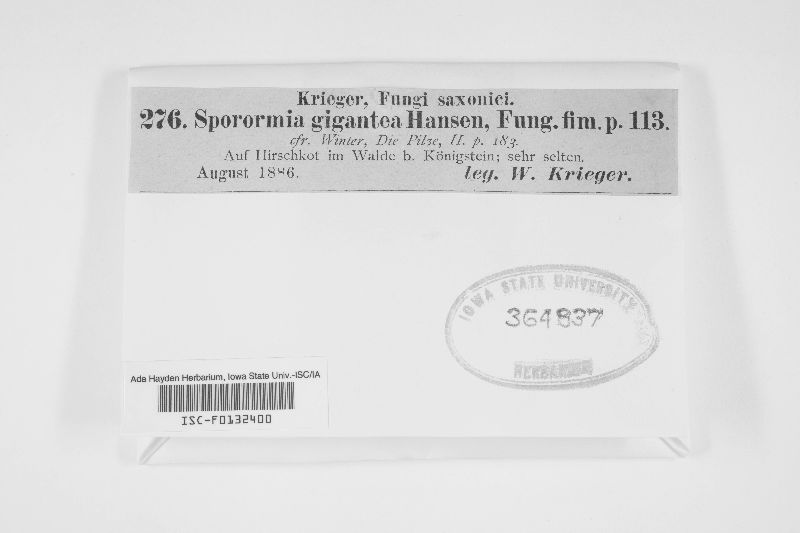 Krieger, Fungi saxonici.
276. Sporormia gigantea Hansen, Fung. fim. p. 113.
cfr. Winter, Die Pilze, II. p. 183.
Auf Hirschkot im Walde b. Königstein; sehr selten.
August 1886. leg. W. Krieger.
IOWA STATE UNIVERSITY
364837
HERBARIUM
Ada Hayden Herbarium, Iowa State Univ.-ISC/IA
ISC-F0132400